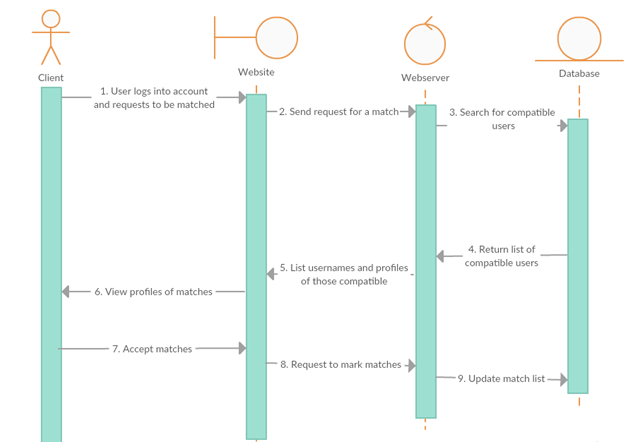 Client
Website
Webserver
Database
1. User logs into account
and requests to be matched
2. Send request for a match
3. Search for compatible
users
4. Return list of
compatible users
5. List usernames and profiles
of those compatible
6. View profiles of matches
7. Accept matches
8. Request to mark matches
9. Update match list